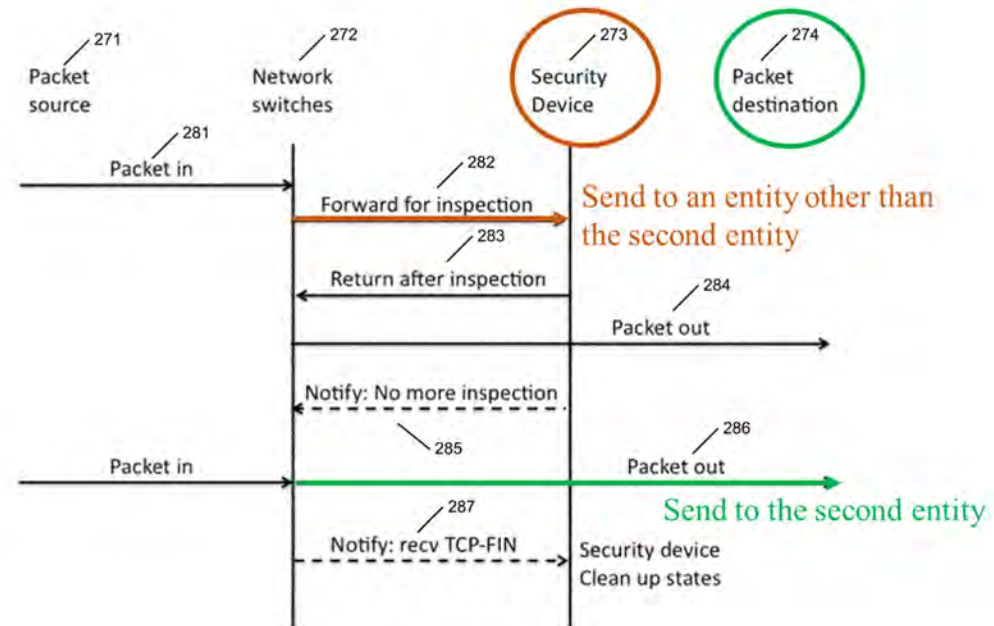 271
272
273
274
Packet
source
Network
switches
Security
Device
Packet
destination
281
Packet in
282
Forward for inspection
Send to an entity other than
the second entity
283
Return after inspection
284
Packet out
Notify: No more inspection
285
286
Packet in
Packet out
Send to the second entity
287
Notify: recv TCP-FIN
Security device
Clean up states